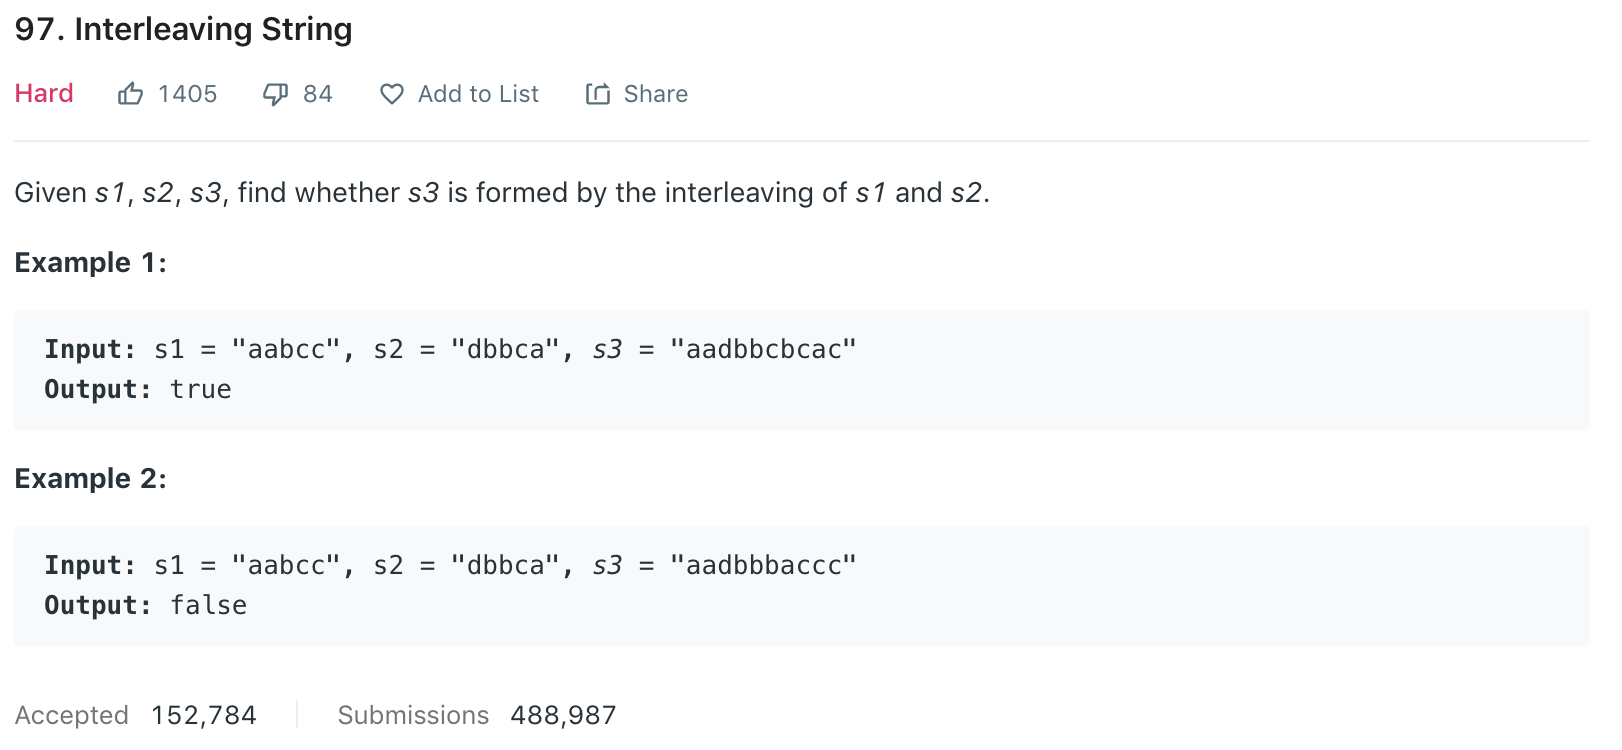 97. Interleaving String
Hard 1405 84 Add to List Share
Given s1, s2, s3, find whether s3 is formed by the interleaving of s1 and s2.
Example 1:
Input: s1 = "aabcc", s2 = "dbbca", s3 = "aadbbcbcac"
Output: true
Example 2:
Input: s1 = "aabcc", s2 = "dbbca", s3 = "aadbbbaccc"
Output: false
Accepted 152,784 Submissions 488,987